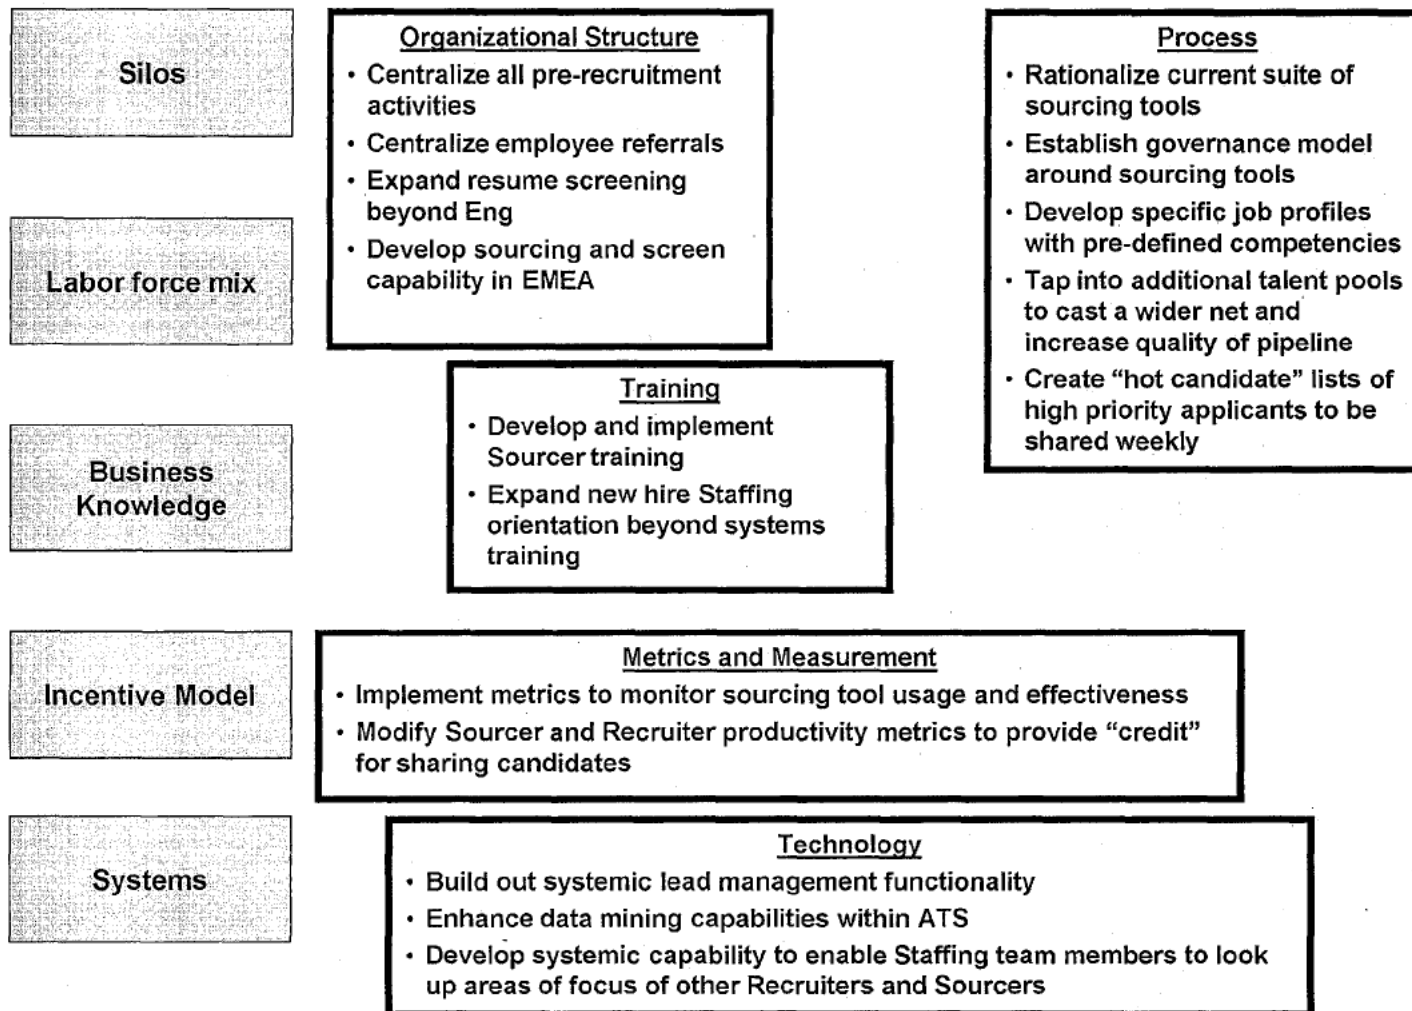 Silos
Labor force mix
Business
Knowledge
Incentive Model
Systems
Organizational Structure
• Centralize all pre-recruitment
activities
• Centralize employee referrals
• Expand resume screening
beyond Eng
• Develop sourcing and screen
capability in EMEA
Process
• Rationalize current suite of
sourcing tools
• Establish governance model
around sourcing tools
• Develop specific job profiles
with pre-defined competencies
• Tap into additional talent pools
to cast a wider net and
increase quality of pipeline
• Create “hot candidate” lists of
high priority applicants to be
shared weekly
Training
• Develop and implement
Sourcer training
• Expand new hire Staffing
orientation beyond systems
training
Metrics and Measurement
• Implement metrics to monitor sourcing tool usage and effectiveness
• Modify Sourcer and Recruiter productivity metrics to provide “credit”
for sharing candidates
Technology
• Build out systemic lead management functionality
• Enhance data mining capabilities within ATS
• Develop systemic capability to enable Staffing team members to look
up areas of focus of other Recruiters and Sourcers